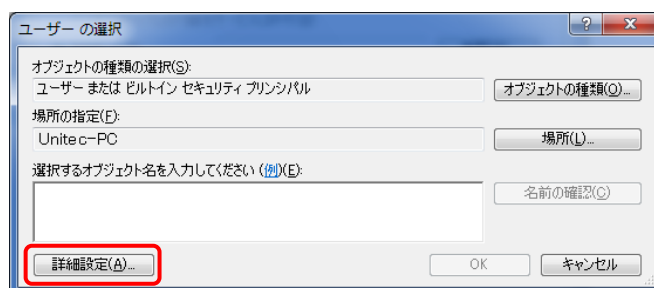 ユーザー の選択
オブジェクトの種類の選択(S):
ユーザー または ビルトイン セキュリティ プリンシパル
オブジェクトの種類(O)...
場所の指定(F):
Unitec-PC
場所(L)...
選択するオブジェクト名を入力してください (例)(E):
名前の確認(C)
詳細設定(A)...
OK
キャンセル